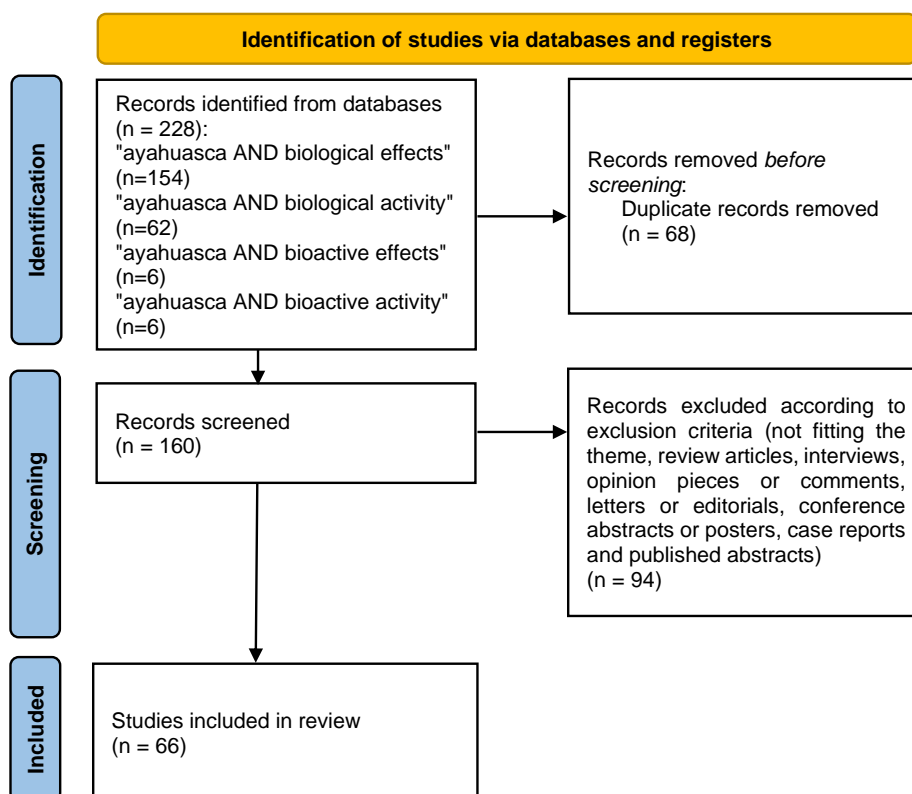 Identification of studies via databases and registers
Identification
Records identified from databases
(n = 228):
"ayahuasca AND biological effects"
(n=154)
"ayahuasca AND biological activity"
(n=62)
"ayahuasca AND bioactive effects"
(n=6)
"ayahuasca AND bioactive activity"
(n=6)
Records removed before
screening:
Duplicate records removed
(n = 68)
Screening
Records screened
(n = 160)
Records excluded according to
exclusion criteria (not fitting the
theme, review articles, interviews,
opinion pieces or comments,
letters or editorials, conference
abstracts or posters, case reports
and published abstracts)
(n = 94)
Included
Studies included in review
(n = 66)